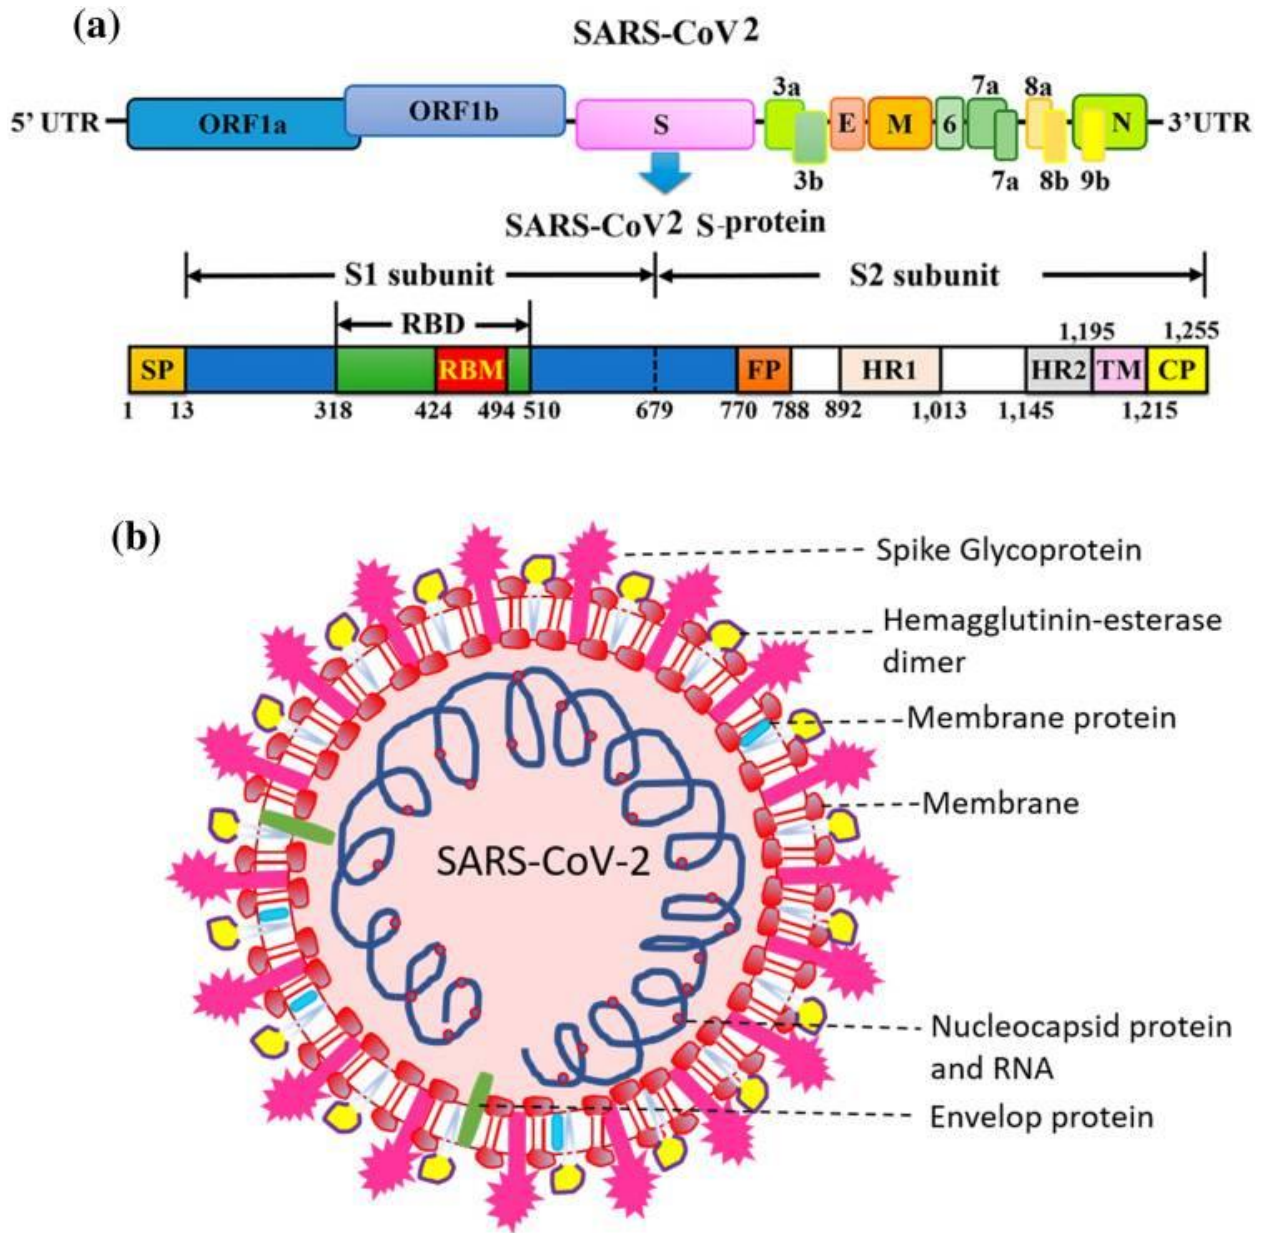 (a)
SARS-CoV2
3a 7a 8a
5' UTR ORF1a ORF1b S E M 6 N 3'UTR
3b 7a 8b 9b
SARS-CoV2 S-protein
S1 subunit S2 subunit
RBD 1,195 1,255
SP RBM FP HR1 HR2 TM CP
1 13 318 424 494 510 679 770 788 892 1,013 1,145 1,215
(b)
Spike Glycoprotein
Hemagglutinin-esterase
dimer
Membrane protein
Membrane
SARS-CoV-2
Nucleocapsid protein
and RNA
Envelop protein